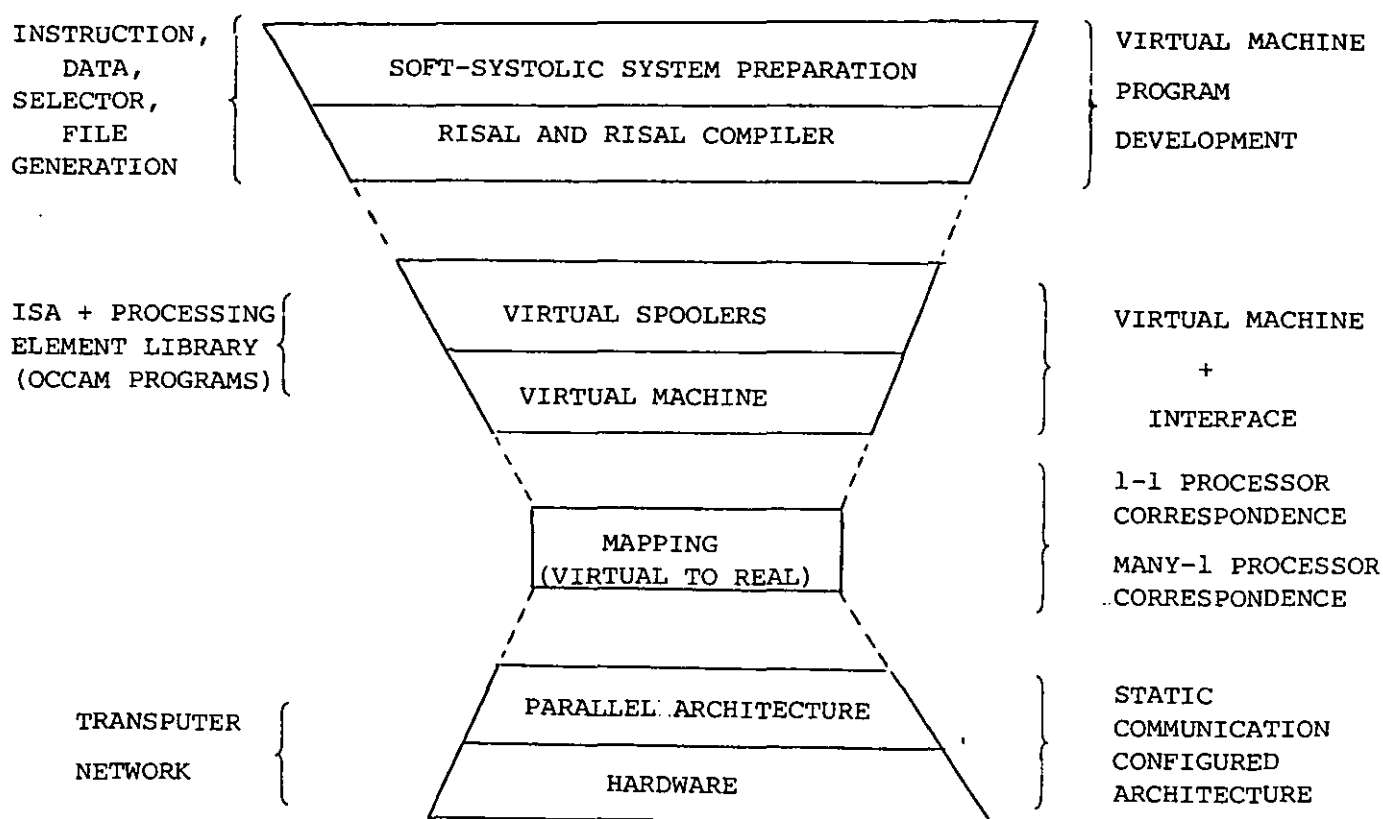 INSTRUCTION,
DATA,
SELECTOR,
FILE
GENERATION
SOFT-SYSTOLIC SYSTEM PREPARATION
RISAL AND RISAL COMPILER
VIRTUAL MACHINE
PROGRAM
DEVELOPMENT
ISA + PROCESSING
ELEMENT LIBRARY
(OCCAM PROGRAMS)
VIRTUAL SPOOLERS
VIRTUAL MACHINE
VIRTUAL MACHINE
+
INTERFACE
MAPPING
(VIRTUAL TO REAL)
1-1 PROCESSOR
CORRESPONDENCE
MANY-1 PROCESSOR
CORRESPONDENCE
TRANSPUTER
NETWORK
PARALLEL ARCHITECTURE
HARDWARE
STATIC
COMMUNICATION
CONFIGURED
ARCHITECTURE